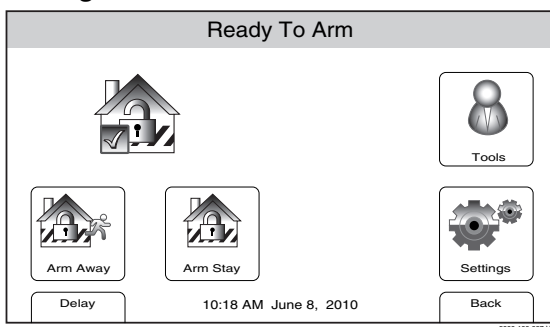 Ready To Arm
Tools
Arm Away
Arm Stay
Settings
Delay
10:18 AM June 8, 2010
Back